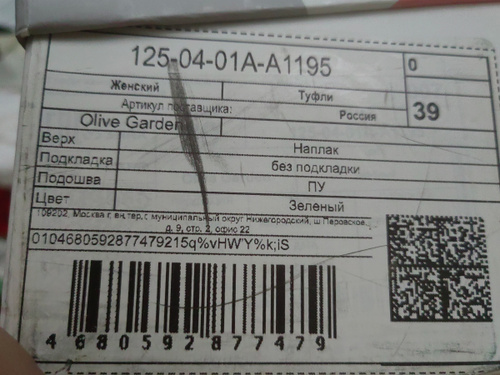 125-04-01A-A1195
0
Женский
Туфли
Артикул поставщика:
Россия
39
Olive Garden
Верх
Наплак
Подкладка
без подкладки
Подошва
ПУ
Цвет
Зеленый
109202, Москва г, вн.тер.г. муниципальный округ Нижегородский, ш Перовское,
д. 9, стр. 2, офис 22
0104680592877479215q%vHW'Y%k;iS
4680592877479